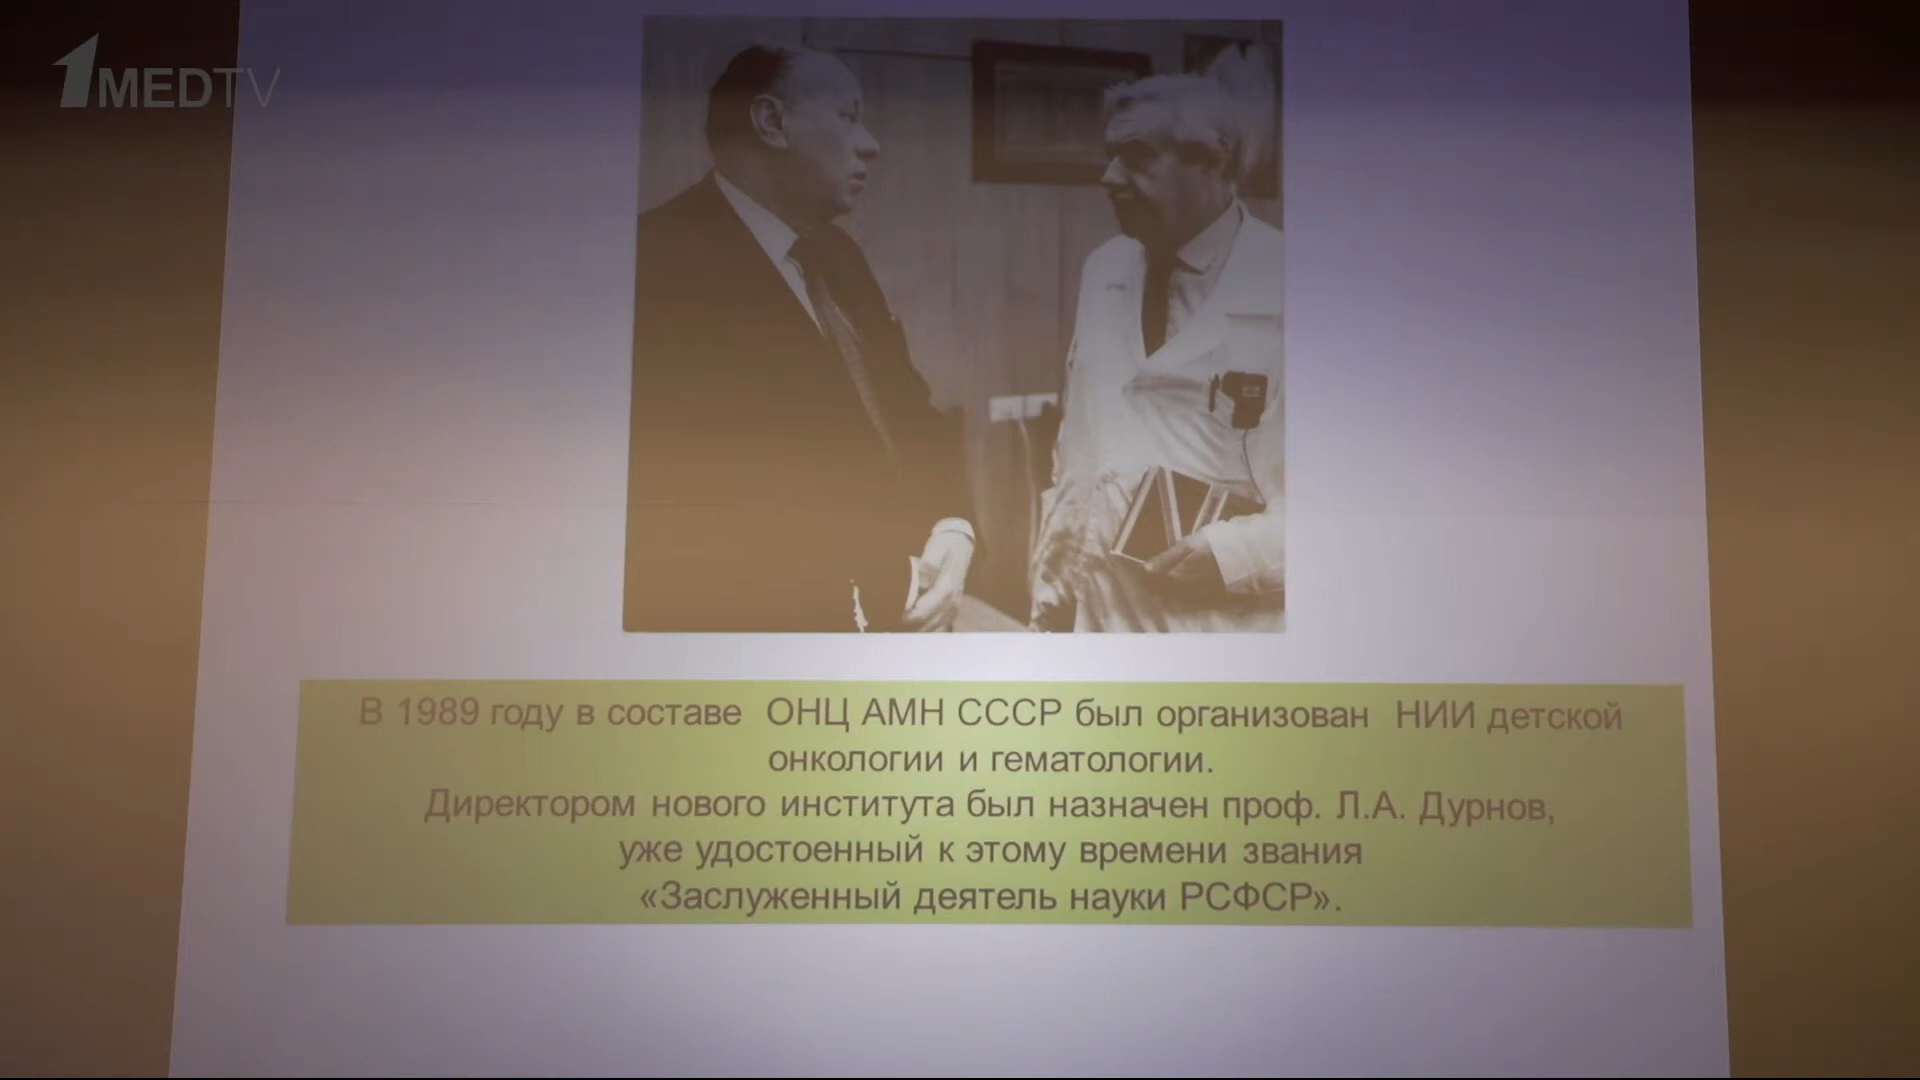 1MEDTV
В 1989 году в составе ОНЦ АМН СССР был организован НИИ детской
онкологии и гематологии.
Директором нового института был назначен проф. Л.А. Дурнов,
уже удостоенный к этому времени звания
«Заслуженный деятель науки РСФСР».